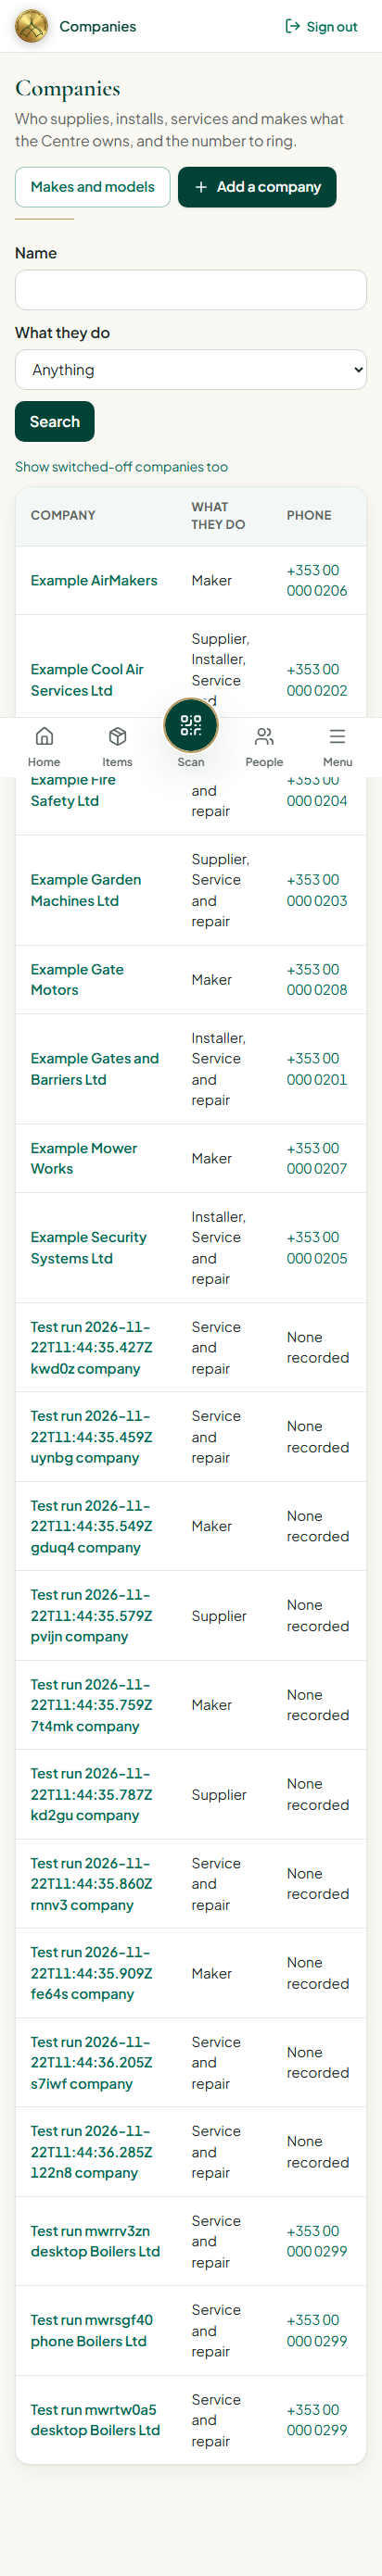 Companies
Sign out
Companies
Who supplies, installs, services and makes what
the Centre owns, and the number to ring.
Makes and models
+ Add a company
Name
What they do
Anything
Search
Show switched-off companies too
COMPANY
WHAT
THEY DO
PHONE
Example AirMakers
Maker
+353 00
000 0206
Example Cool Air
Services Ltd
Supplier,
Installer,
Service
+353 00
000 0202
Home
Items
Scan
People
Menu
Example Fire
Safety Ltd
and
repair
+353 00
000 0204
Example Garden
Machines Ltd
Supplier,
Service
and
repair
+353 00
000 0203
Example Gate
Motors
Maker
+353 00
000 0208
Example Gates and
Barriers Ltd
Installer,
Service
and
repair
+353 00
000 0201
Example Mower
Works
Maker
+353 00
000 0207
Example Security
Systems Ltd
Installer,
Service
and
repair
+353 00
000 0205
Test run 2026-11-
22T11:44:35.427Z
kwd0z company
Service
and
repair
None
recorded
Test run 2026-11-
22T11:44:35.459Z
uynbg company
Service
and
repair
None
recorded
Test run 2026-11-
22T11:44:35.549Z
gduq4 company
Maker
None
recorded
Test run 2026-11-
22T11:44:35.579Z
pvijn company
Supplier
None
recorded
Test run 2026-11-
22T11:44:35.759Z
7t4mk company
Maker
None
recorded
Test run 2026-11-
22T11:44:35.787Z
kd2gu company
Supplier
None
recorded
Test run 2026-11-
22T11:44:35.860Z
rnnv3 company
Service
and
repair
None
recorded
Test run 2026-11-
22T11:44:35.909Z
fe64s company
Maker
None
recorded
Test run 2026-11-
22T11:44:36.205Z
s7iwf company
Service
and
repair
None
recorded
Test run 2026-11-
22T11:44:36.285Z
122n8 company
Service
and
repair
None
recorded
Test run mwrrv3zn
desktop Boilers Ltd
Service
and
repair
+353 00
000 0299
Test run mwrsgf40
phone Boilers Ltd
Service
and
repair
+353 00
000 0299
Test run mwrtw0a5
desktop Boilers Ltd
Service
and
repair
+353 00
000 0299